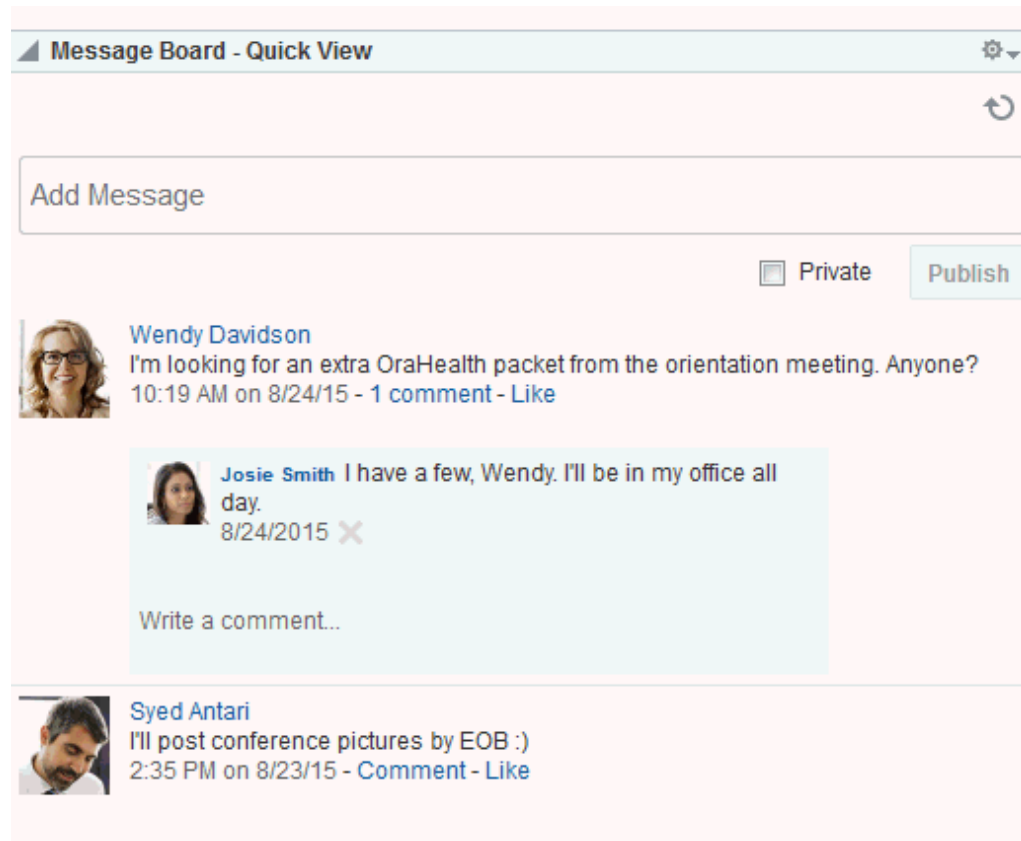 Message Board - Quick View
Add Message
Private
Publish
Wendy Davidson
I'm looking for an extra OraHealth packet from the orientation meeting. Anyone?
10:19 AM on 8/24/15 - 1 comment - Like
Josie Smith I have a few, Wendy. I'll be in my office all
day.
8/24/2015
Write a comment...
Syed Antari
I'll post conference pictures by EOB :)
2:35 PM on 8/23/15 - Comment - Like